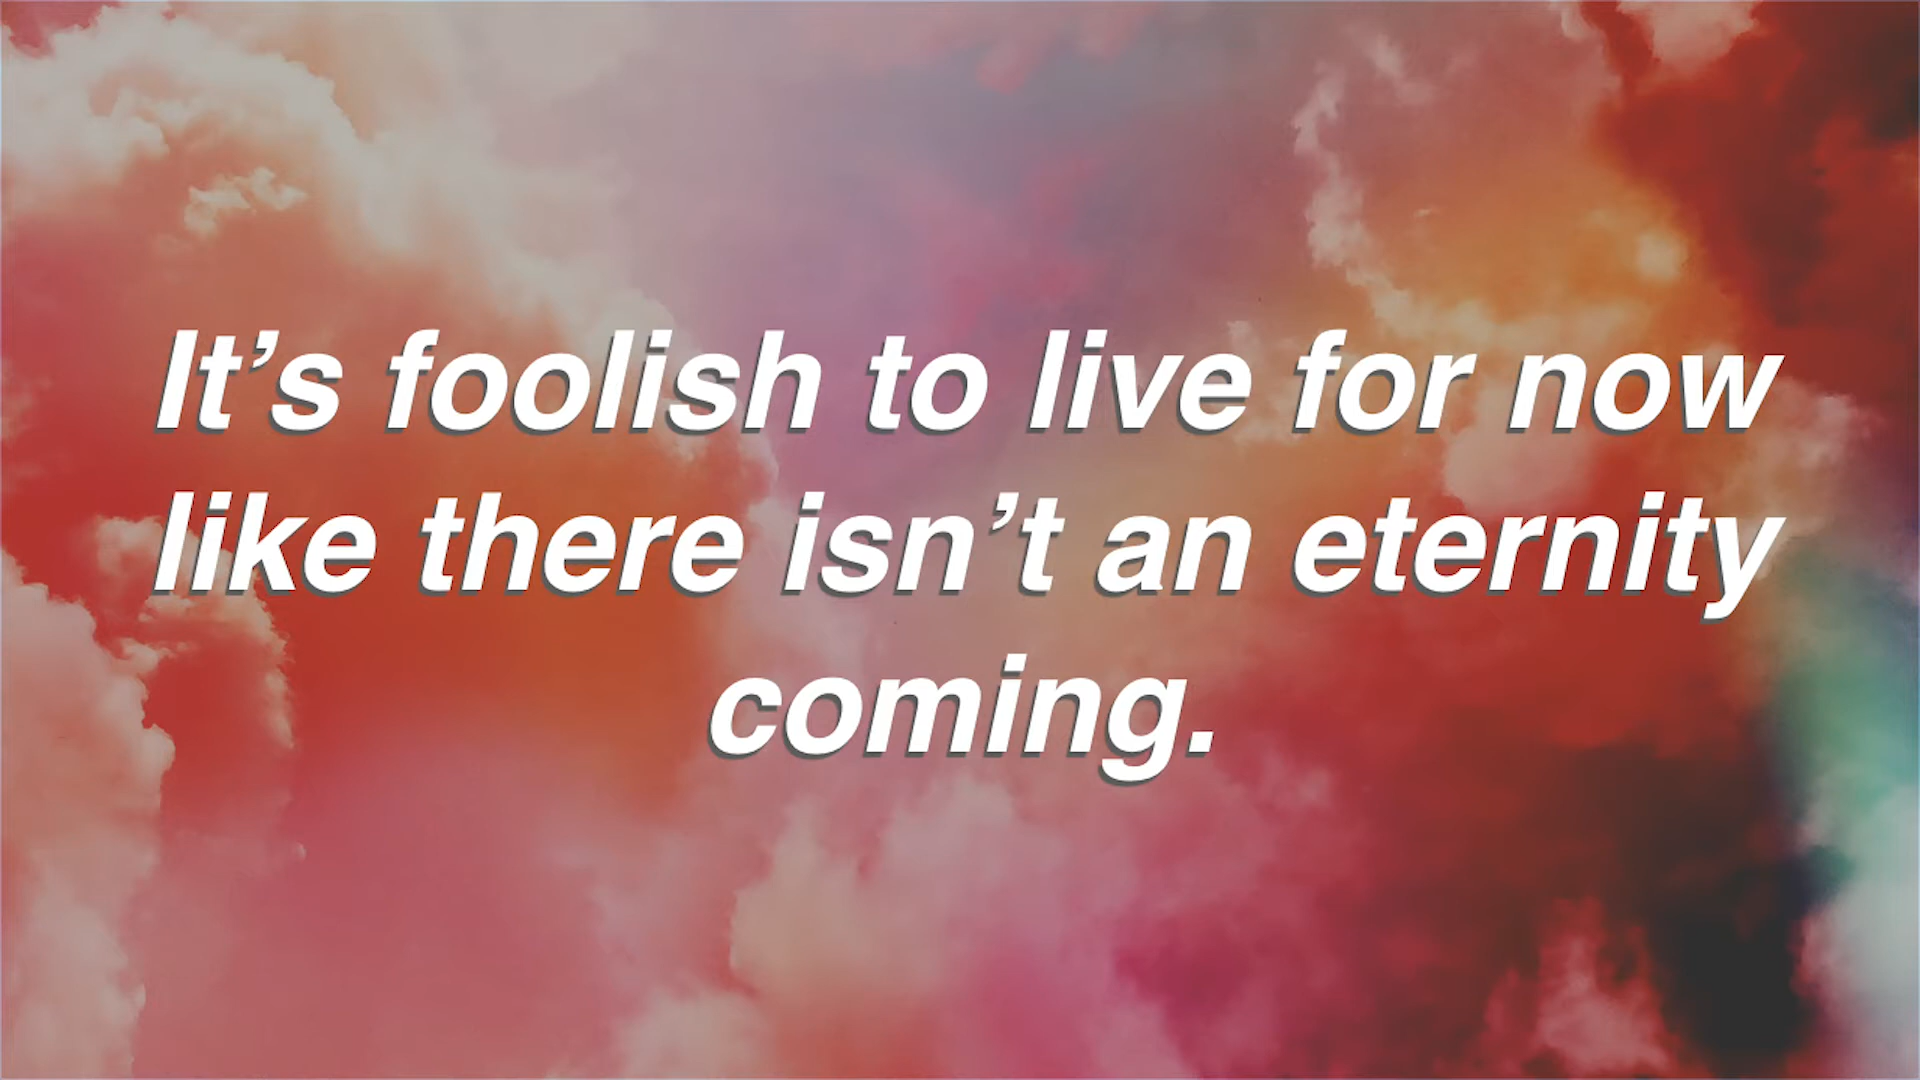 It’s foolish to live for now
like there isn’t an eternity
coming.